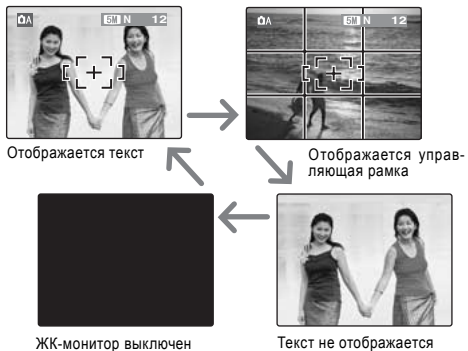 5M N 12
5M N 12
Отображается текст
Отображается управ-
ляющая рамка
ЖК-монитор выключен
Текст не отображается